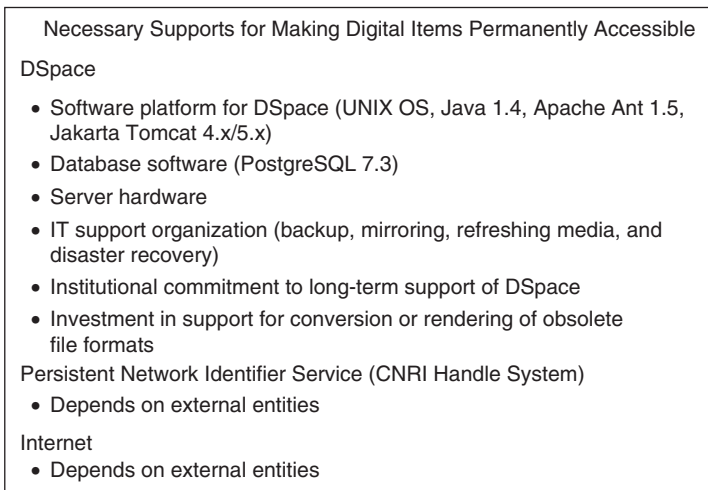 Necessary Supports for Making Digital Items Permanently Accessible
DSpace
• Software platform for DSpace (UNIX OS, Java 1.4, Apache Ant 1.5,
Jakarta Tomcat 4.x/5.x)
• Database software (PostgreSQL 7.3)
• Server hardware
• IT support organization (backup, mirroring, refreshing media, and
disaster recovery)
• Institutional commitment to long-term support of DSpace
• Investment in support for conversion or rendering of obsolete
file formats
Persistent Network Identifier Service (CNRI Handle System)
• Depends on external entities
Internet
• Depends on external entities